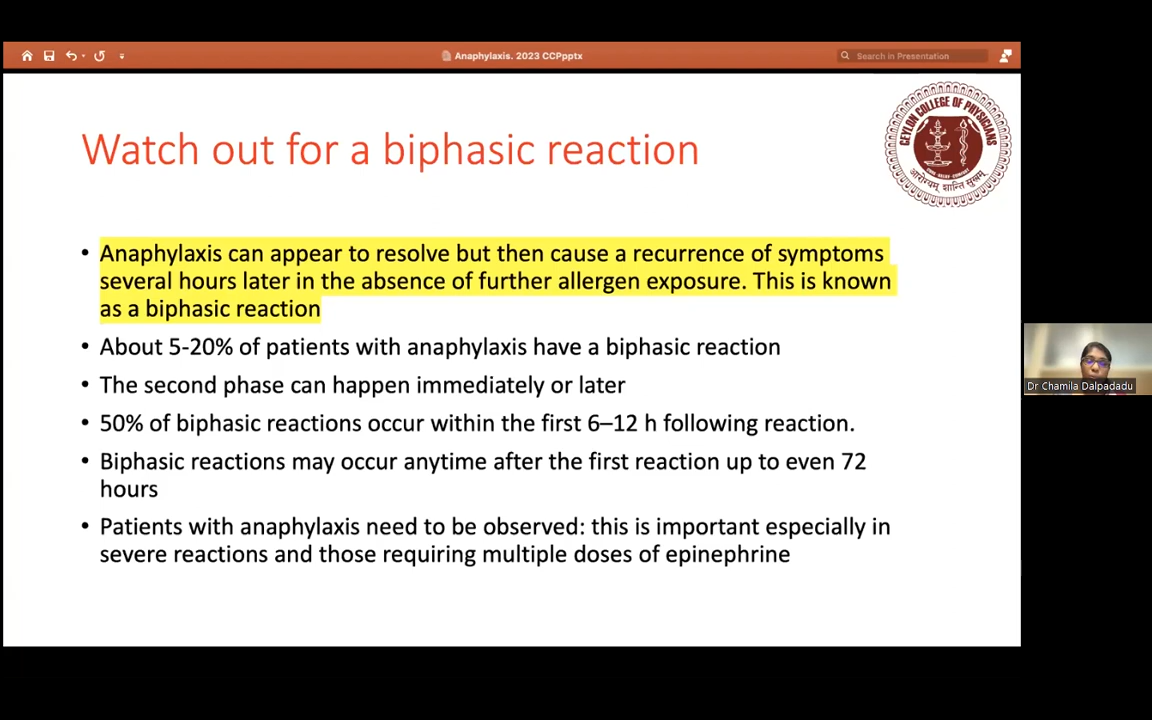 Anaphylaxis. 2023 CCPpptx
Search in Presentation
Watch out for a biphasic reaction
CEYLON COLLEGE OF PHYSICIANS
आरोग्यम् शान्ति सुखम्
• Anaphylaxis can appear to resolve but then cause a recurrence of symptoms
several hours later in the absence of further allergen exposure. This is known
as a biphasic reaction
• About 5-20% of patients with anaphylaxis have a biphasic reaction
• The second phase can happen immediately or later
• 50% of biphasic reactions occur within the first 6–12 h following reaction.
• Biphasic reactions may occur anytime after the first reaction up to even 72
hours
• Patients with anaphylaxis need to be observed: this is important especially in
severe reactions and those requiring multiple doses of epinephrine
Dr Chamila Dalpadadu